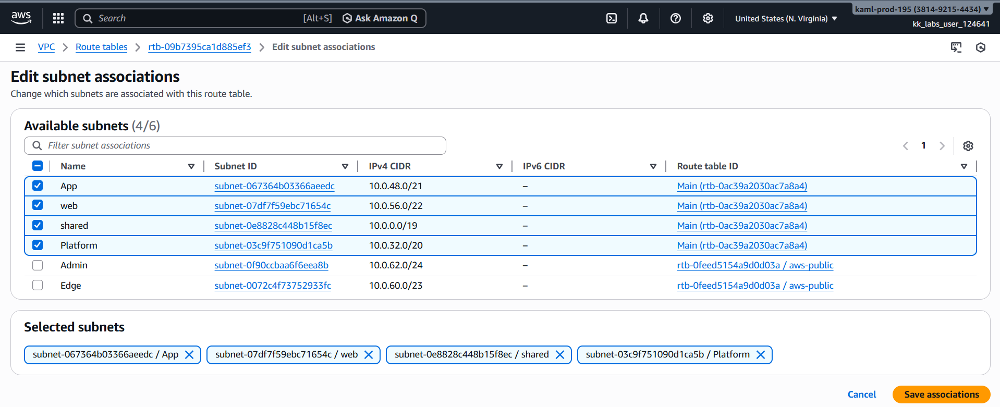 aws
Search [Alt+S] Ask Amazon Q
United States (N. Virginia) ▼
kaml-prod-195 (3814-9215-4434) ▼
kk_labs_user_124641
VPC > Route tables > rtb-09b7395ca1d885ef3 > Edit subnet associations
Edit subnet associations
Change which subnets are associated with this route table.
Available subnets (4/6)
Filter subnet associations
1
Name Subnet ID IPv4 CIDR IPv6 CIDR Route table ID
App subnet-067364b03366aeedc 10.0.48.0/21 – Main (rtb-0ac39a2030ac7a8a4)
web subnet-07df7f59ebc71654c 10.0.56.0/22 – Main (rtb-0ac39a2030ac7a8a4)
shared subnet-0e8828c448b15f8ec 10.0.0.0/19 – Main (rtb-0ac39a2030ac7a8a4)
Platform subnet-03c9f751090d1ca5b 10.0.32.0/20 – Main (rtb-0ac39a2030ac7a8a4)
Admin subnet-0f90ccbaa6f6eea8b 10.0.62.0/24 – rtb-0feed5154a9d0d03a / aws-public
Edge subnet-0072c4f73752933fc 10.0.60.0/23 – rtb-0feed5154a9d0d03a / aws-public
Selected subnets
subnet-067364b03366aeedc / App subnet-07df7f59ebc71654c / web subnet-0e8828c448b15f8ec / shared subnet-03c9f751090d1ca5b / Platform
Cancel Save associations